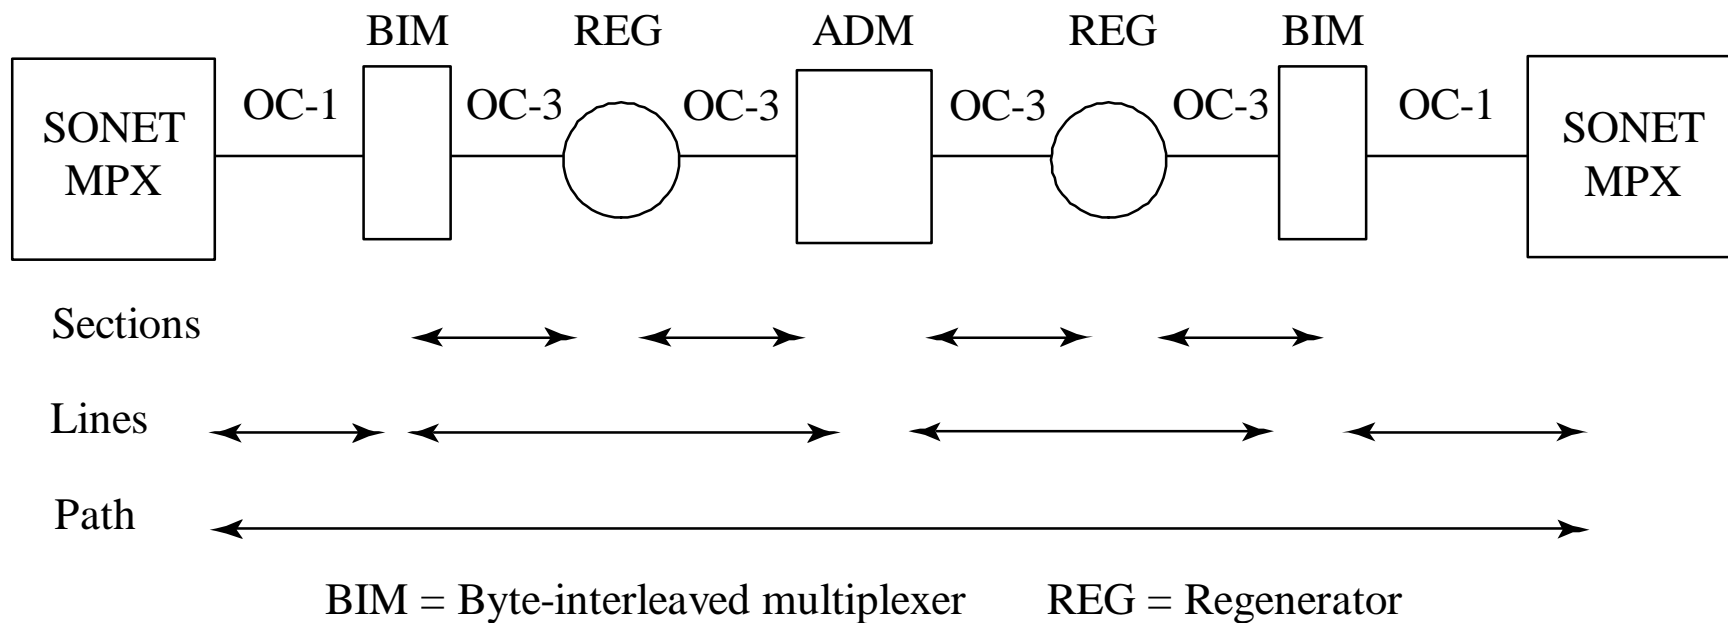 BIM REG ADM REG BIM
OC-1 OC-3 OC-3 OC-3 OC-3 OC-1
SONET
MPX
SONET
MPX
Sections
Lines
Path
BIM = Byte-interleaved multiplexer REG = Regenerator